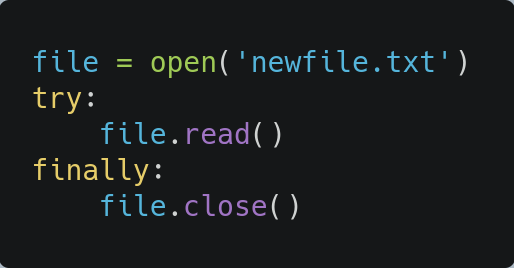 file = open('newfile.txt')
try:
    file.read()
finally:
    file.close()